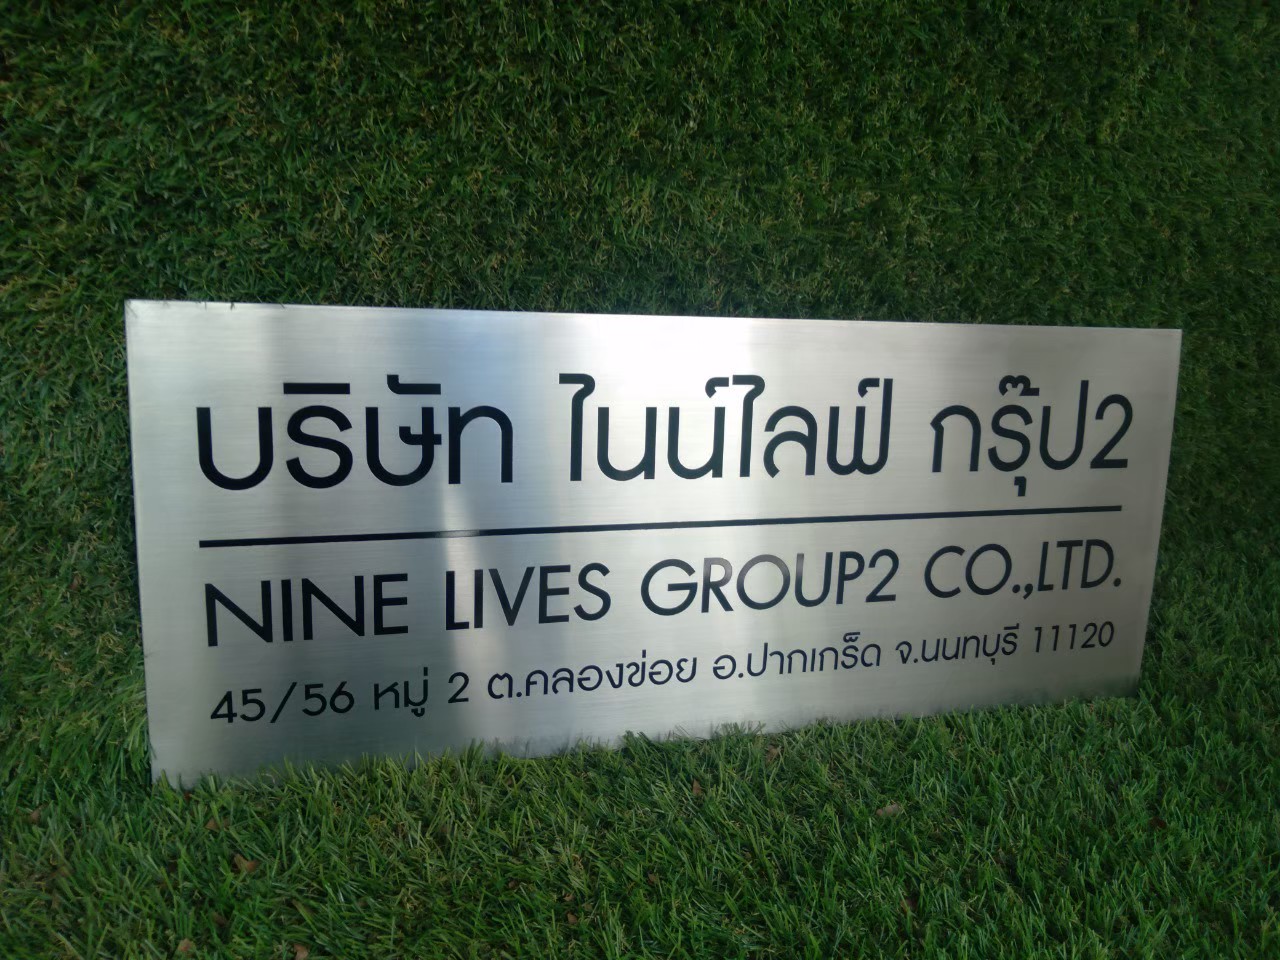 บริษัท ไนน์ไลฟ์ กรุ๊ป2
NINE LIVES GROUP2 CO.,LTD.
45/56 หมู่ 2 ต.คลองข่อย อ.ปากเกร็ด จ.นนทบุรี 11120